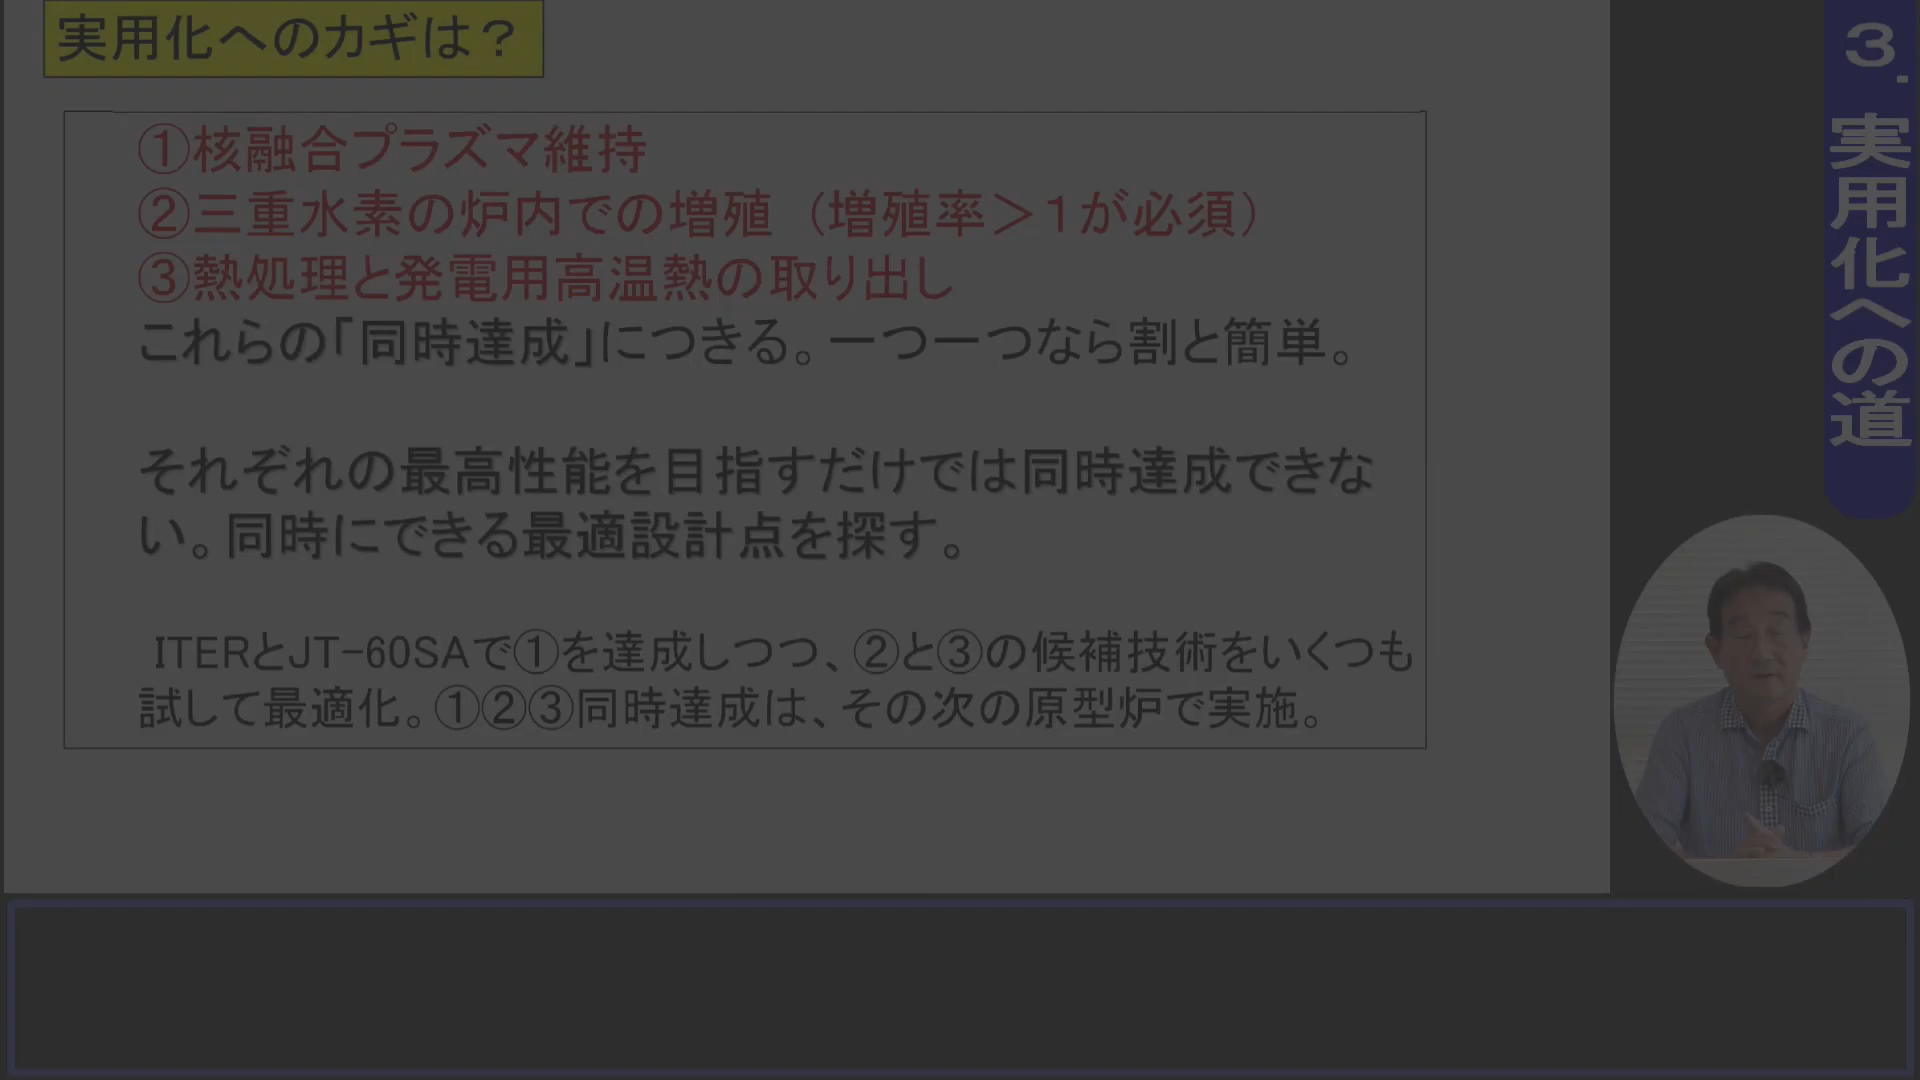 実用化へのカギは？
①核融合プラズマ維持
②三重水素の炉内での増殖（増殖率＞１が必須）
③熱処理と発電用高温熱の取り出し
これらの「同時達成」につきる。一つ一つなら割と簡単。
それぞれの最高性能を目指すだけでは同時達成できな
い。同時にできる最適設計点を探す。
ITERとJT-60SAで①を達成しつつ、②と③の候補技術をいくつも
試して最適化。①②③同時達成は、その次の原型炉で実施。
３．実用化への道